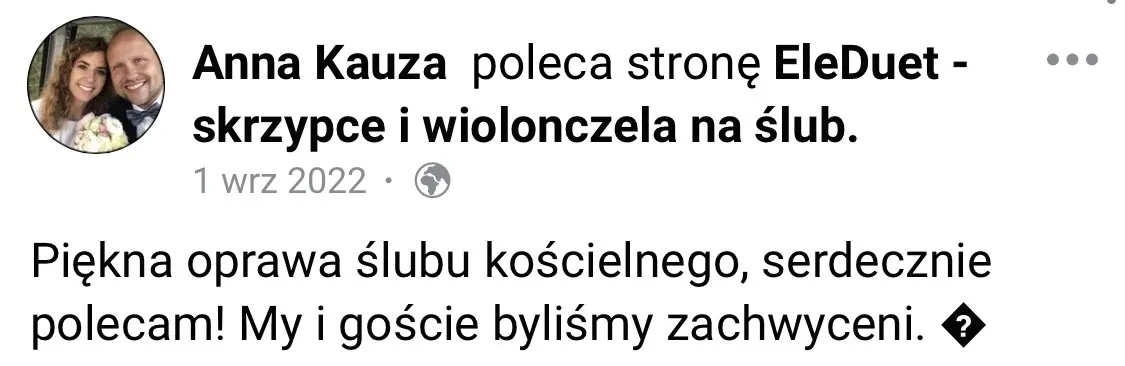 Anna Kauza poleca stronę EleDuet -
skrzypce i wiolonczela na ślub.
1 wrz 2022 ·
Piękna oprawa ślubu kościelnego, serdecznie
polecam! My i goście byliśmy zachwyceni. �